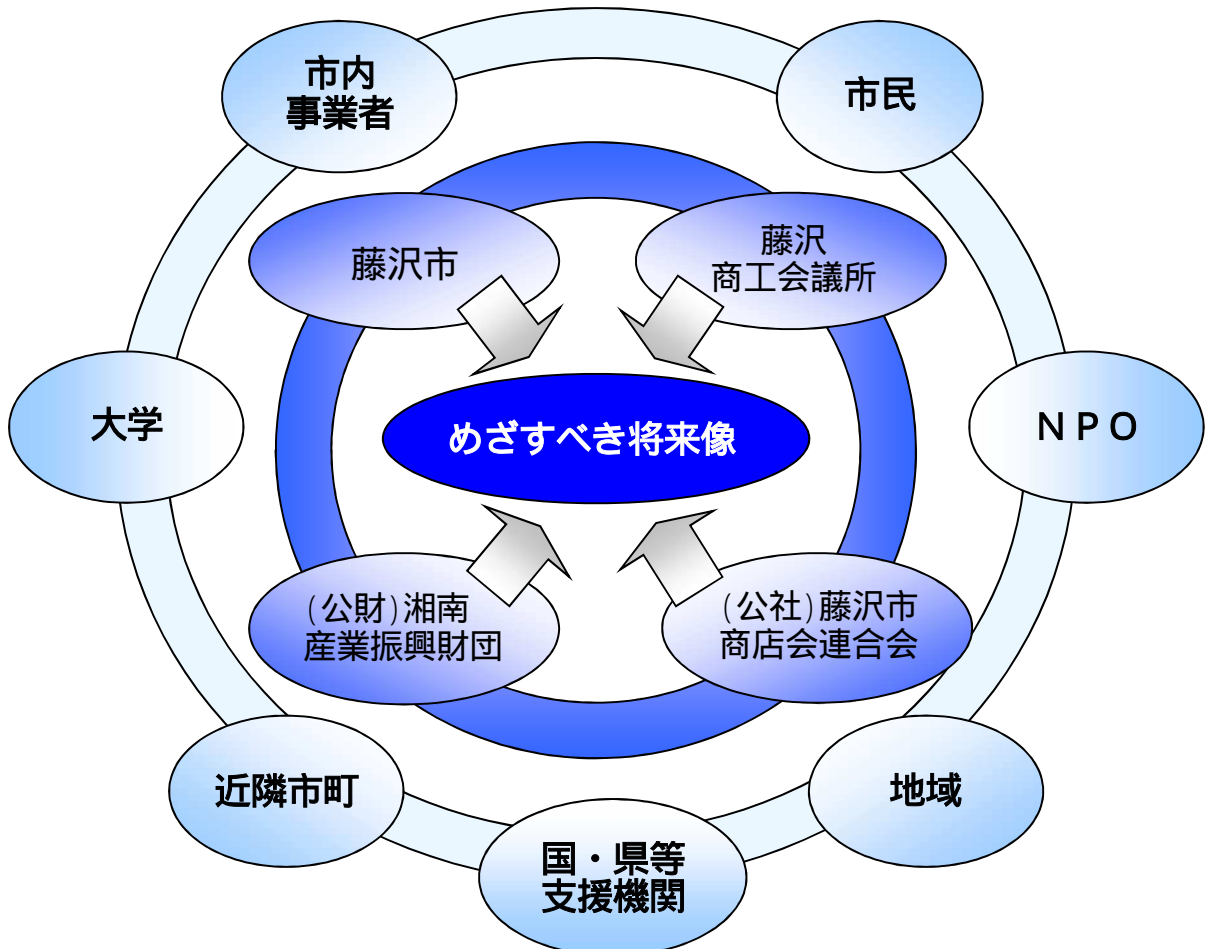 市内
事業者
市民
藤沢市
藤沢
商工会議所
大学
めざすべき将来像
ＮＰＯ
(公財)湘南
産業振興財団
(公社)藤沢市
商店会連合会
近隣市町
地域
国・県等
支援機関